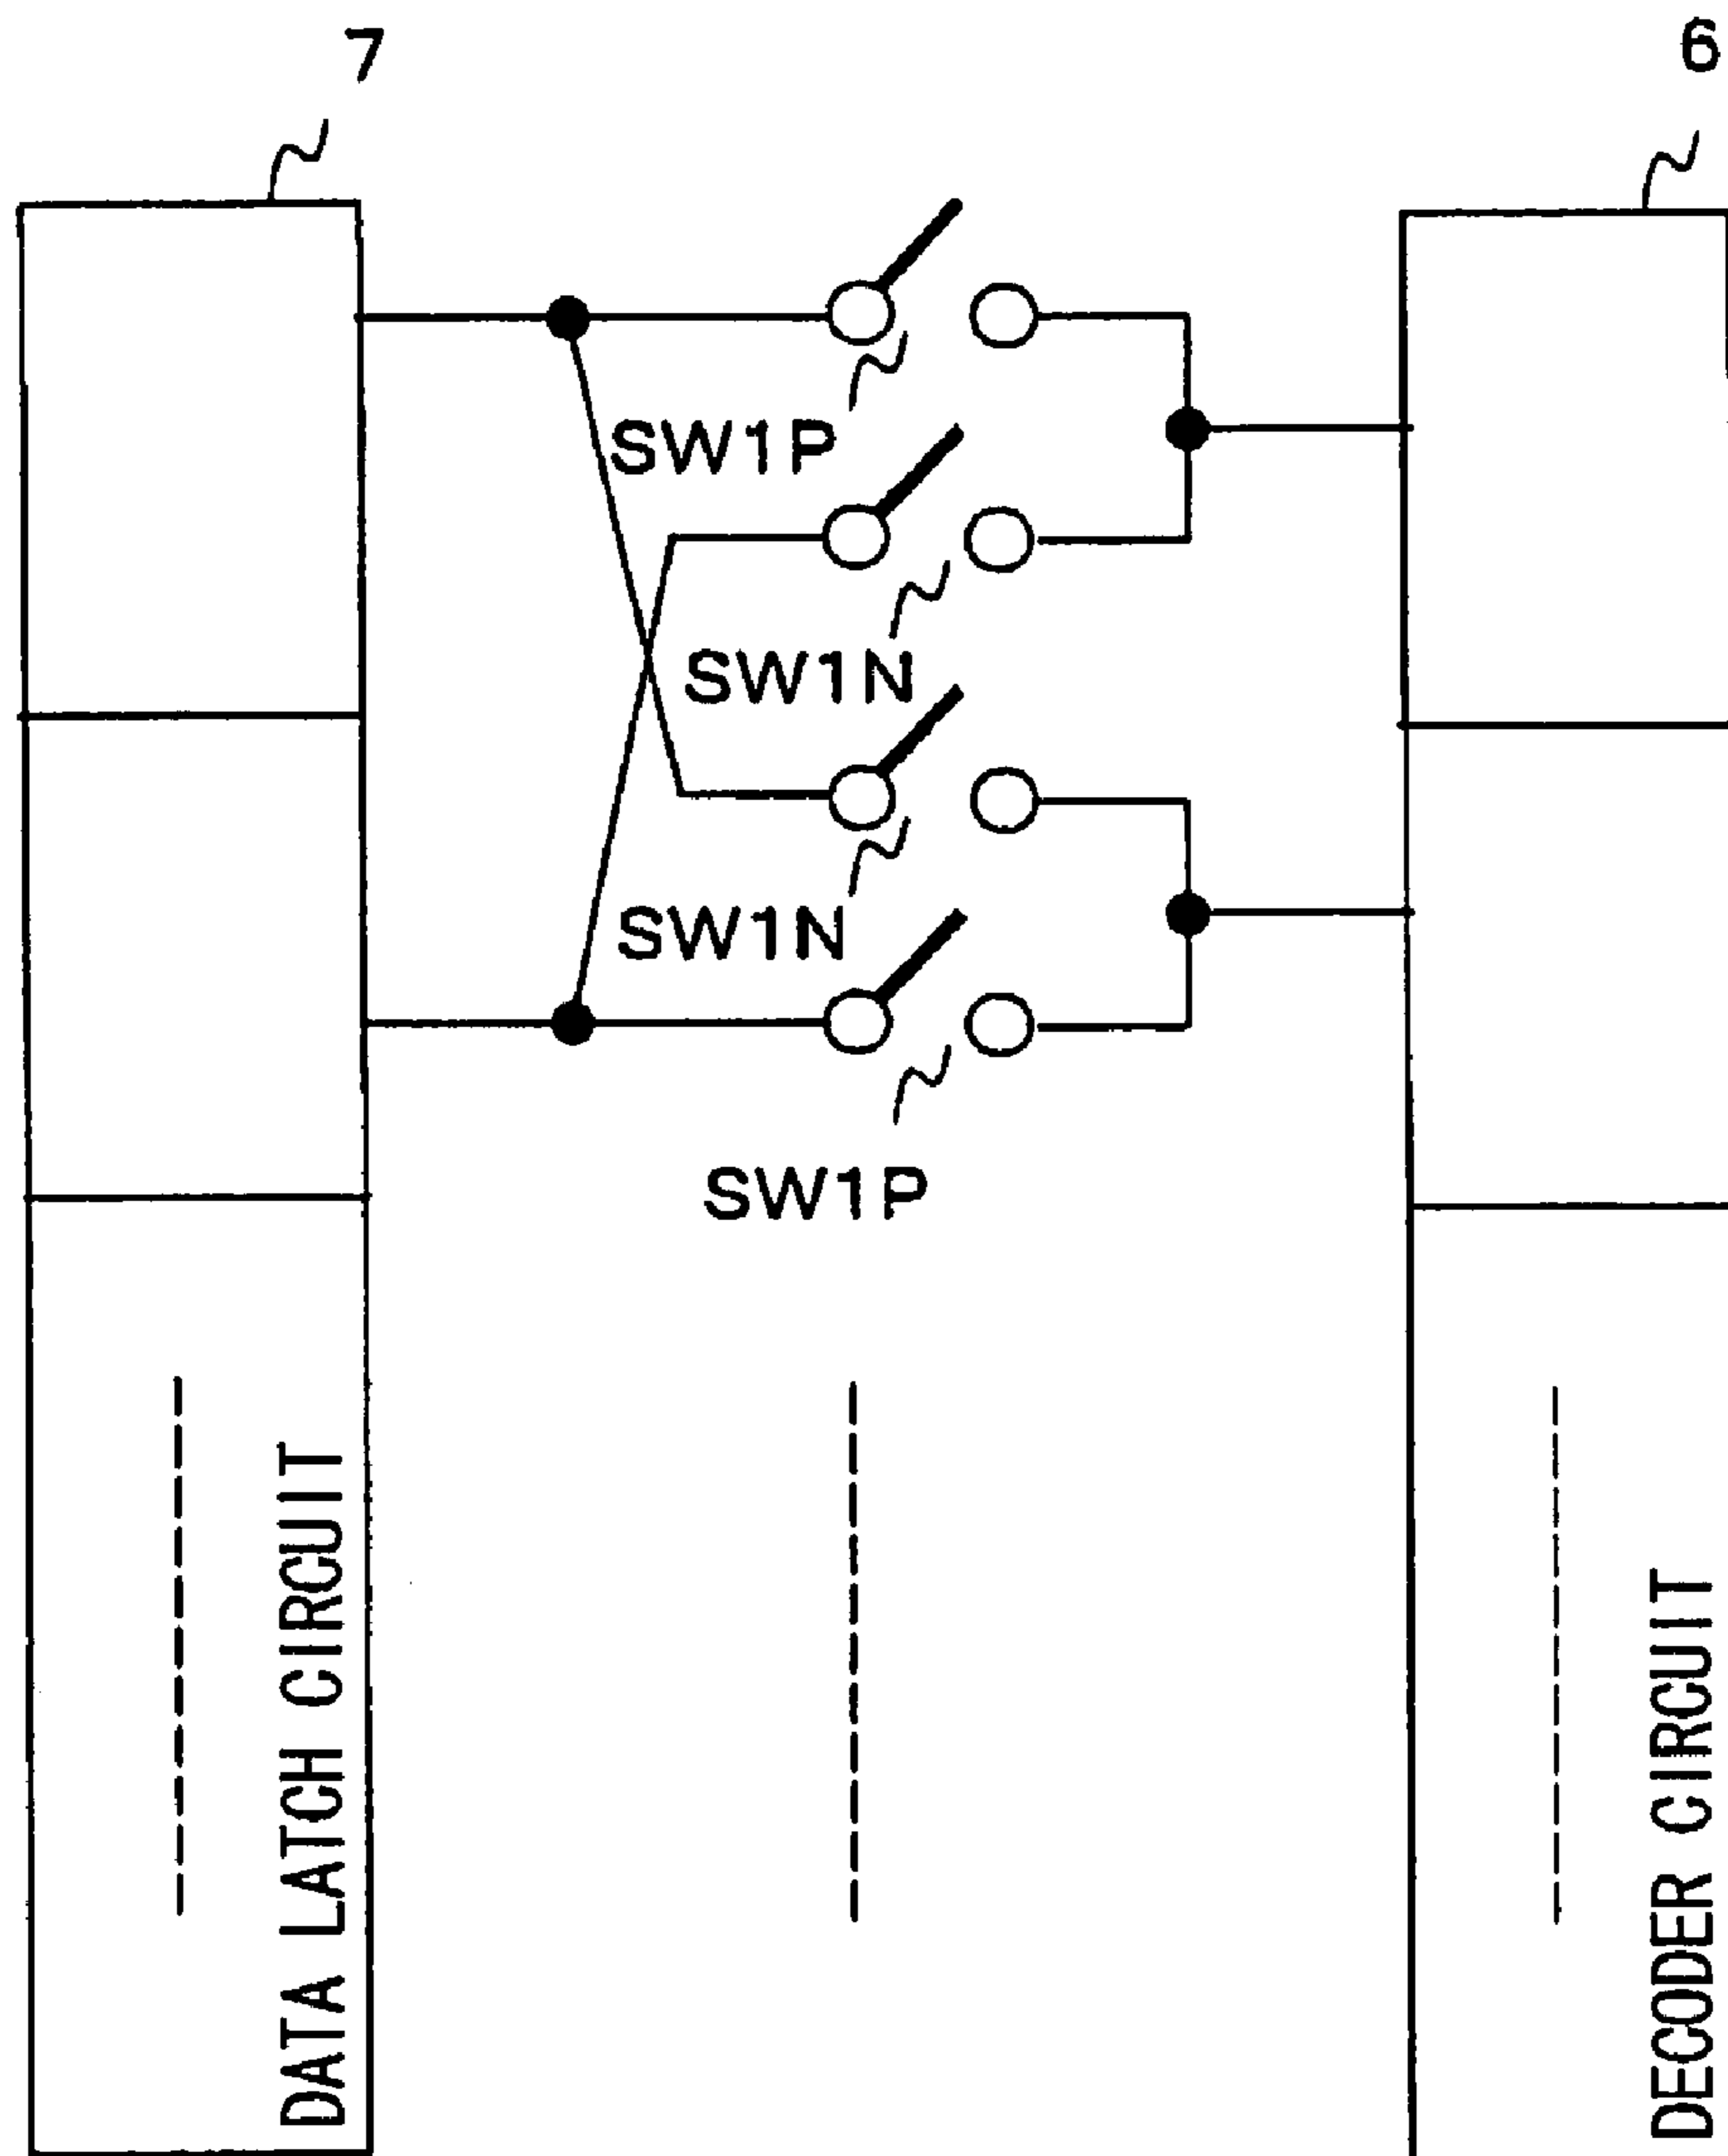 7
6
SW1P
SW1N
SW1N
SW1P
DATA LATCH CIRCUIT
DECODER CIRCUIT